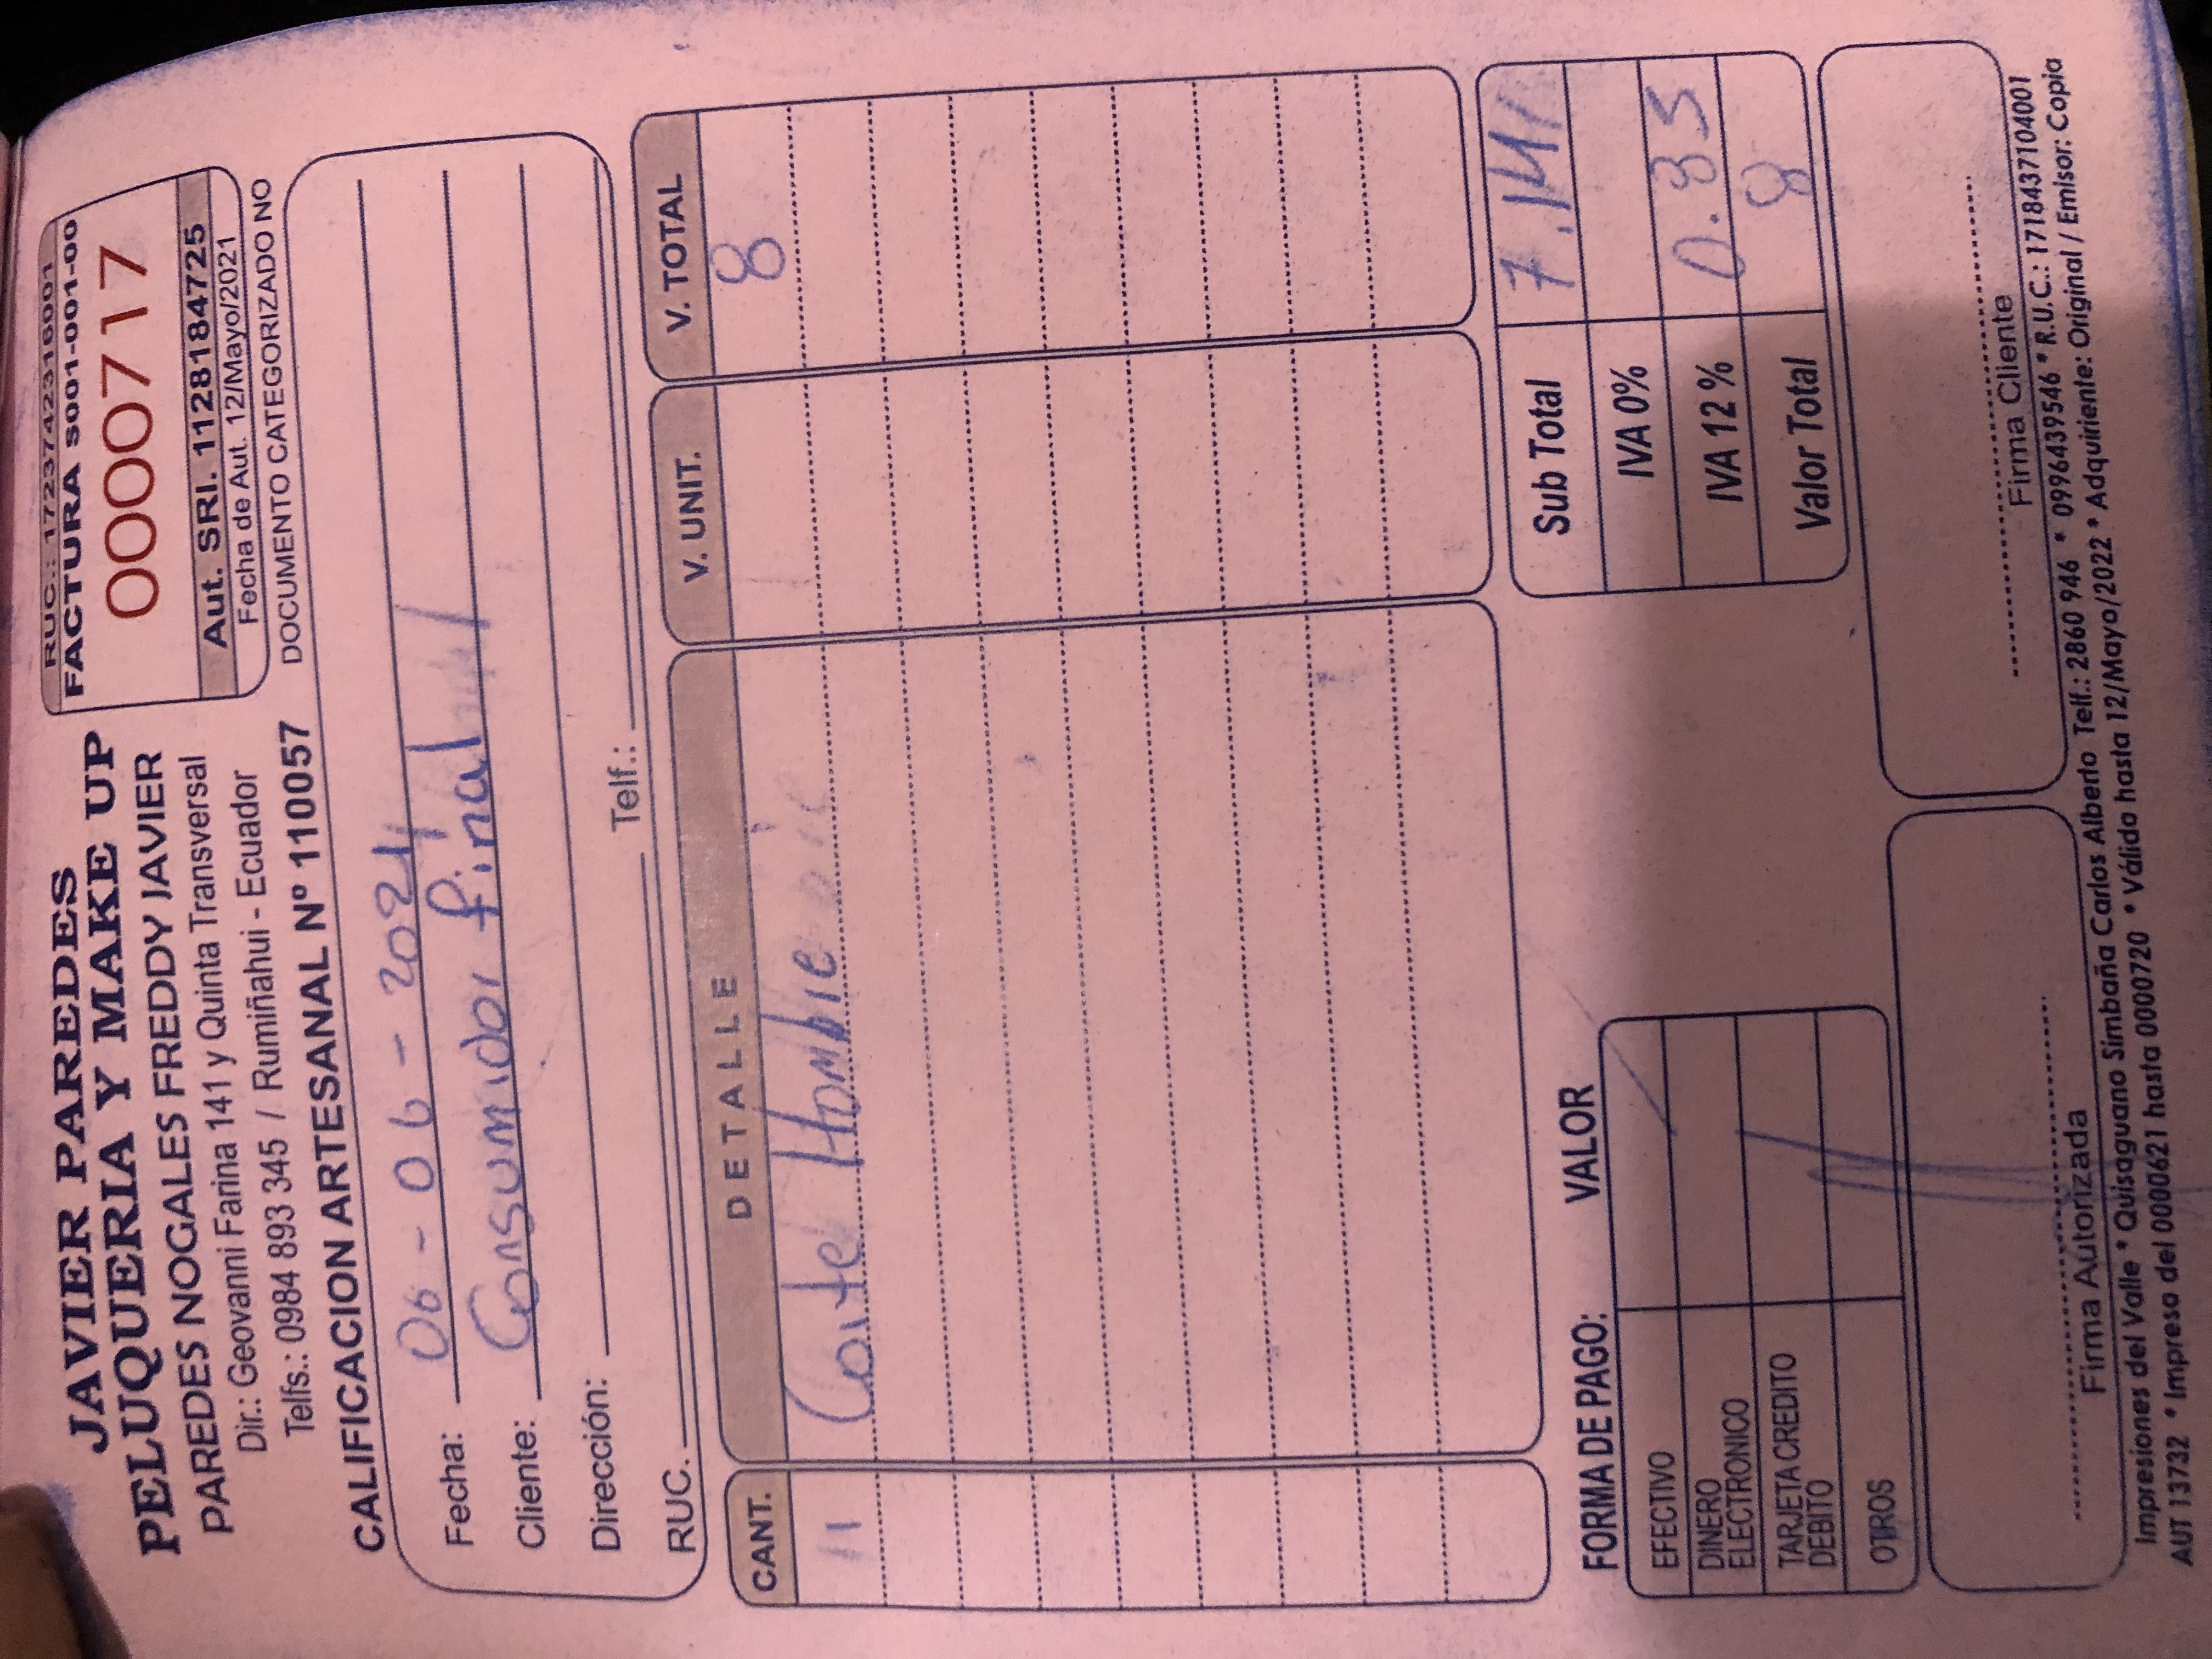 JAVIER PAREDES
PELUQUERIA Y MAKE UP
PAREDES NOGALES FREDDY JAVIER
Dir.: Geovanni Farina 141 y Quinta Transversal
Telfs.: 0984 893 345 / Rumiñahui - Ecuador
CALIFICACION ARTESANAL Nº 110057
RUC.: 1723742316001
FACTURA S001-001-00
0000717
Aut. SRI. 1128184725
Fecha de Aut. 12/Mayo/2021
DOCUMENTO CATEGORIZADO NO
Fecha: 06-06-2021
Cliente: Consumidor final
Dirección:
RUC. Telf.:
CANT. DETALLE V. UNIT. V. TOTAL
1 Corte Hombre 8
Sub Total 7.14
IVA 0%
IVA 12 % 0.85
Valor Total 8
FORMA DE PAGO: VALOR
EFECTIVO
DINERO
ELECTRONICO
TARJETA CREDITO
DEBITO
OTROS
Firma Autorizada
Firma Cliente
Impresiones del Valle * Quisaguano Simbaña Carlos Alberto Telf.: 2860 946 * 0996439546 * R.U.C.: 1718437104001
AUT 13732 * Impreso del 0000621 hasta 0000720 * Válido hasta 12/Mayo/2022 * Adquiriente: Original / Emisor: Copia